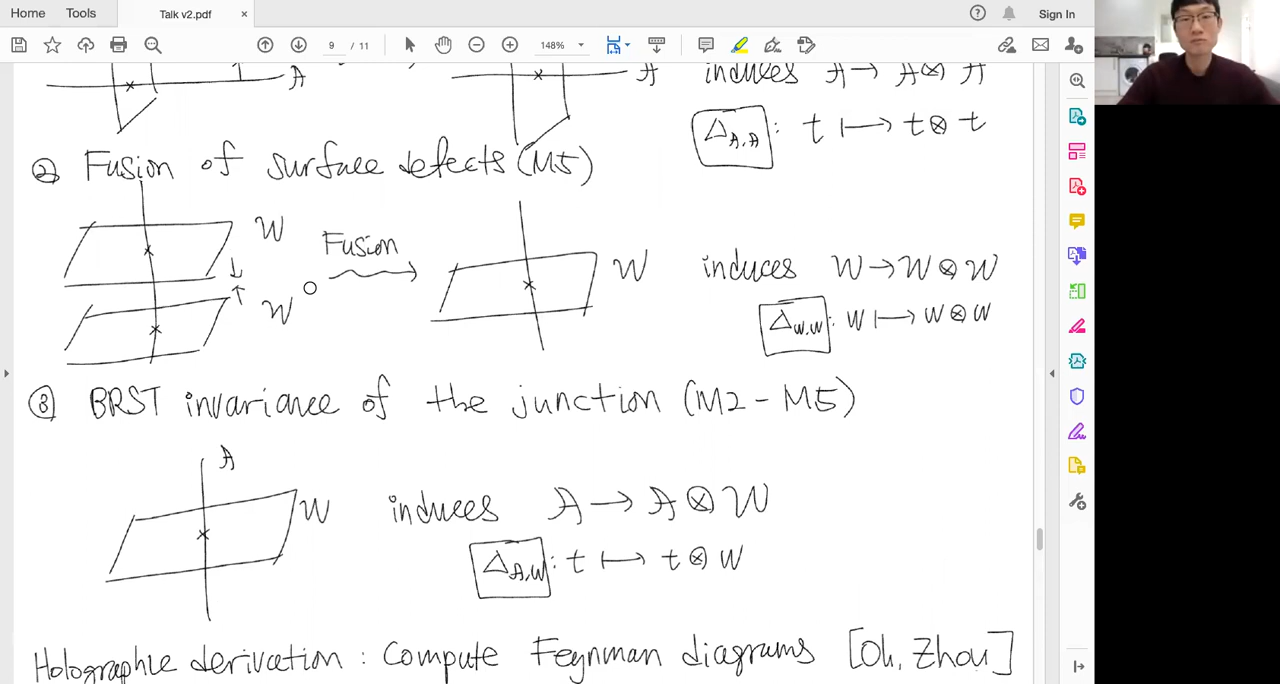 Home Tools Talk v2.pdf × Sign In
9 / 11 148%
A A induces A → A ⊗ A
Δ_{A,A} : t ↦ t ⊗ t
② Fusion of surface defects (M5)
W Fusion W induces W → W ⊗ W
W Δ_{W,W} : W ↦ W ⊗ W
③ BRST invariance of the junction (M2 - M5)
A
W induces A → A ⊗ W
Δ_{A,W} : t ↦ t ⊗ W
Holographic derivation : Compute Feynman diagrams [Oh, Zhou]